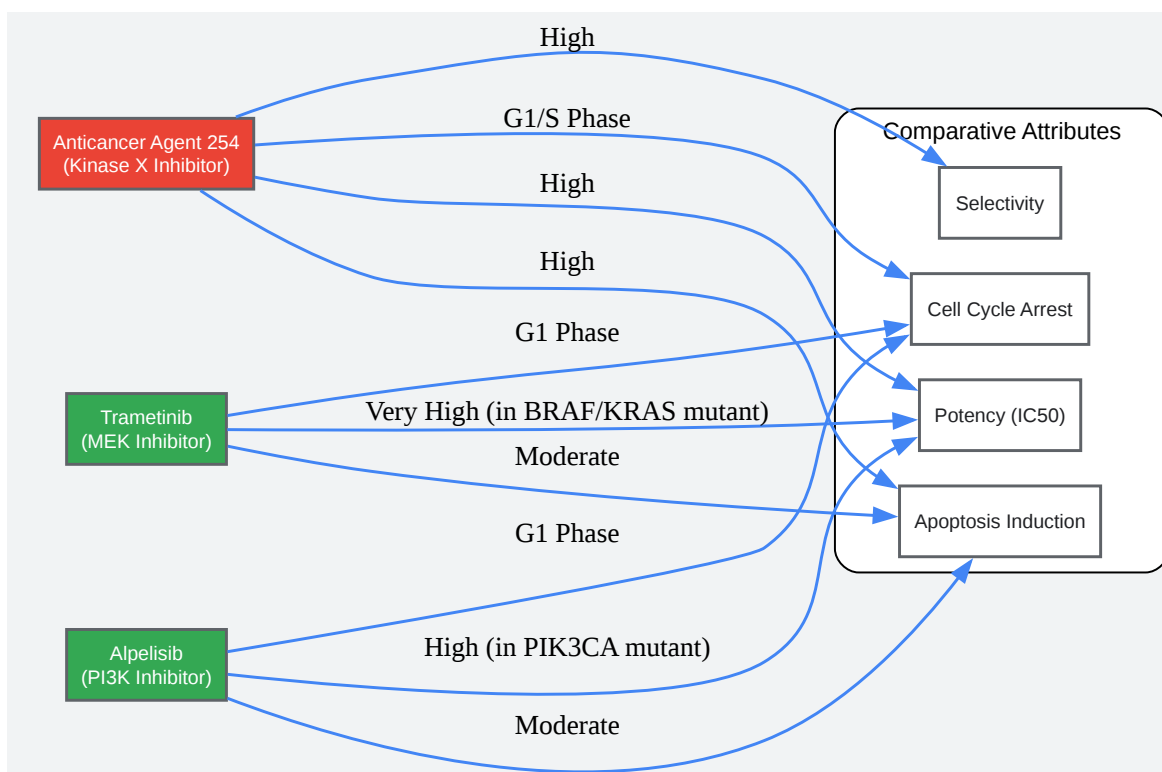 High
G1/S Phase
Comparative Attributes
Anticancer Agent 254
(Kinase X Inhibitor)
High
Selectivity
High
Cell Cycle Arrest
G1 Phase
Trametinib
(MEK Inhibitor)
Very High (in BRAF/KRAS mutant)
Potency (IC50)
Moderate
Apoptosis Induction
G1 Phase
Alpelisib
(PI3K Inhibitor)
High (in PIK3CA mutant)
Moderate